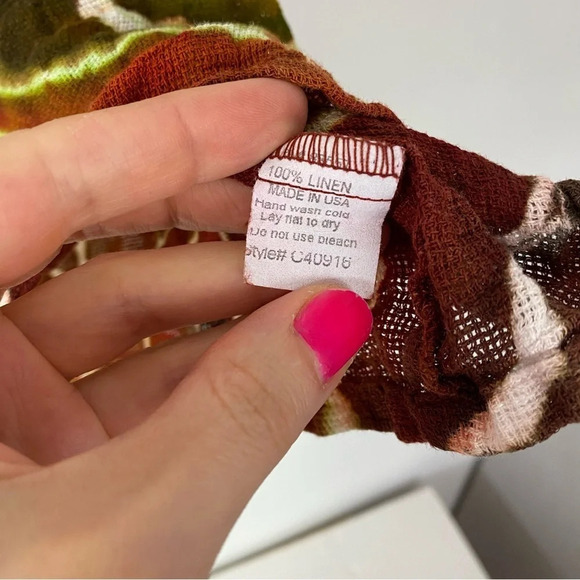 100% LINEN
MADE IN USA
Hand wash cold
Lay flat to dry
Do not use bleach
Style# C40916